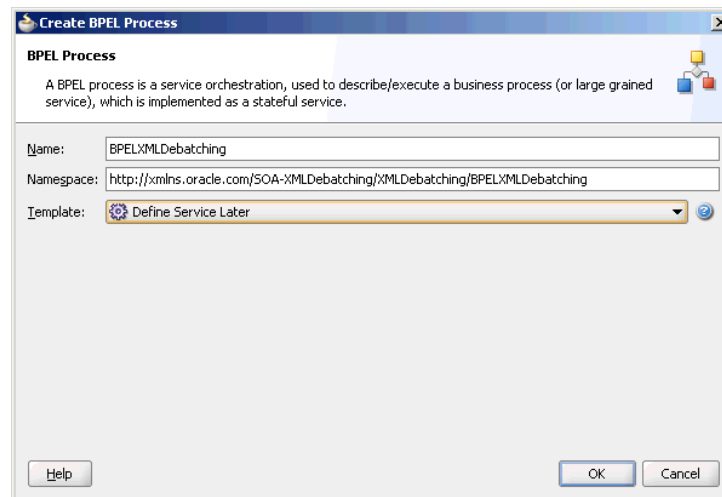 Create BPEL Process
BPEL Process
A BPEL process is a service orchestration, used to describe/execute a business process (or large grained
service), which is implemented as a stateful service.
Name: BPELXMLDebatching
Namespace: http://xmlns.oracle.com/SOA-XMLDebatching/XMLDebatching/BPELXMLDebatching
Template: Define Service Later
Help OK Cancel